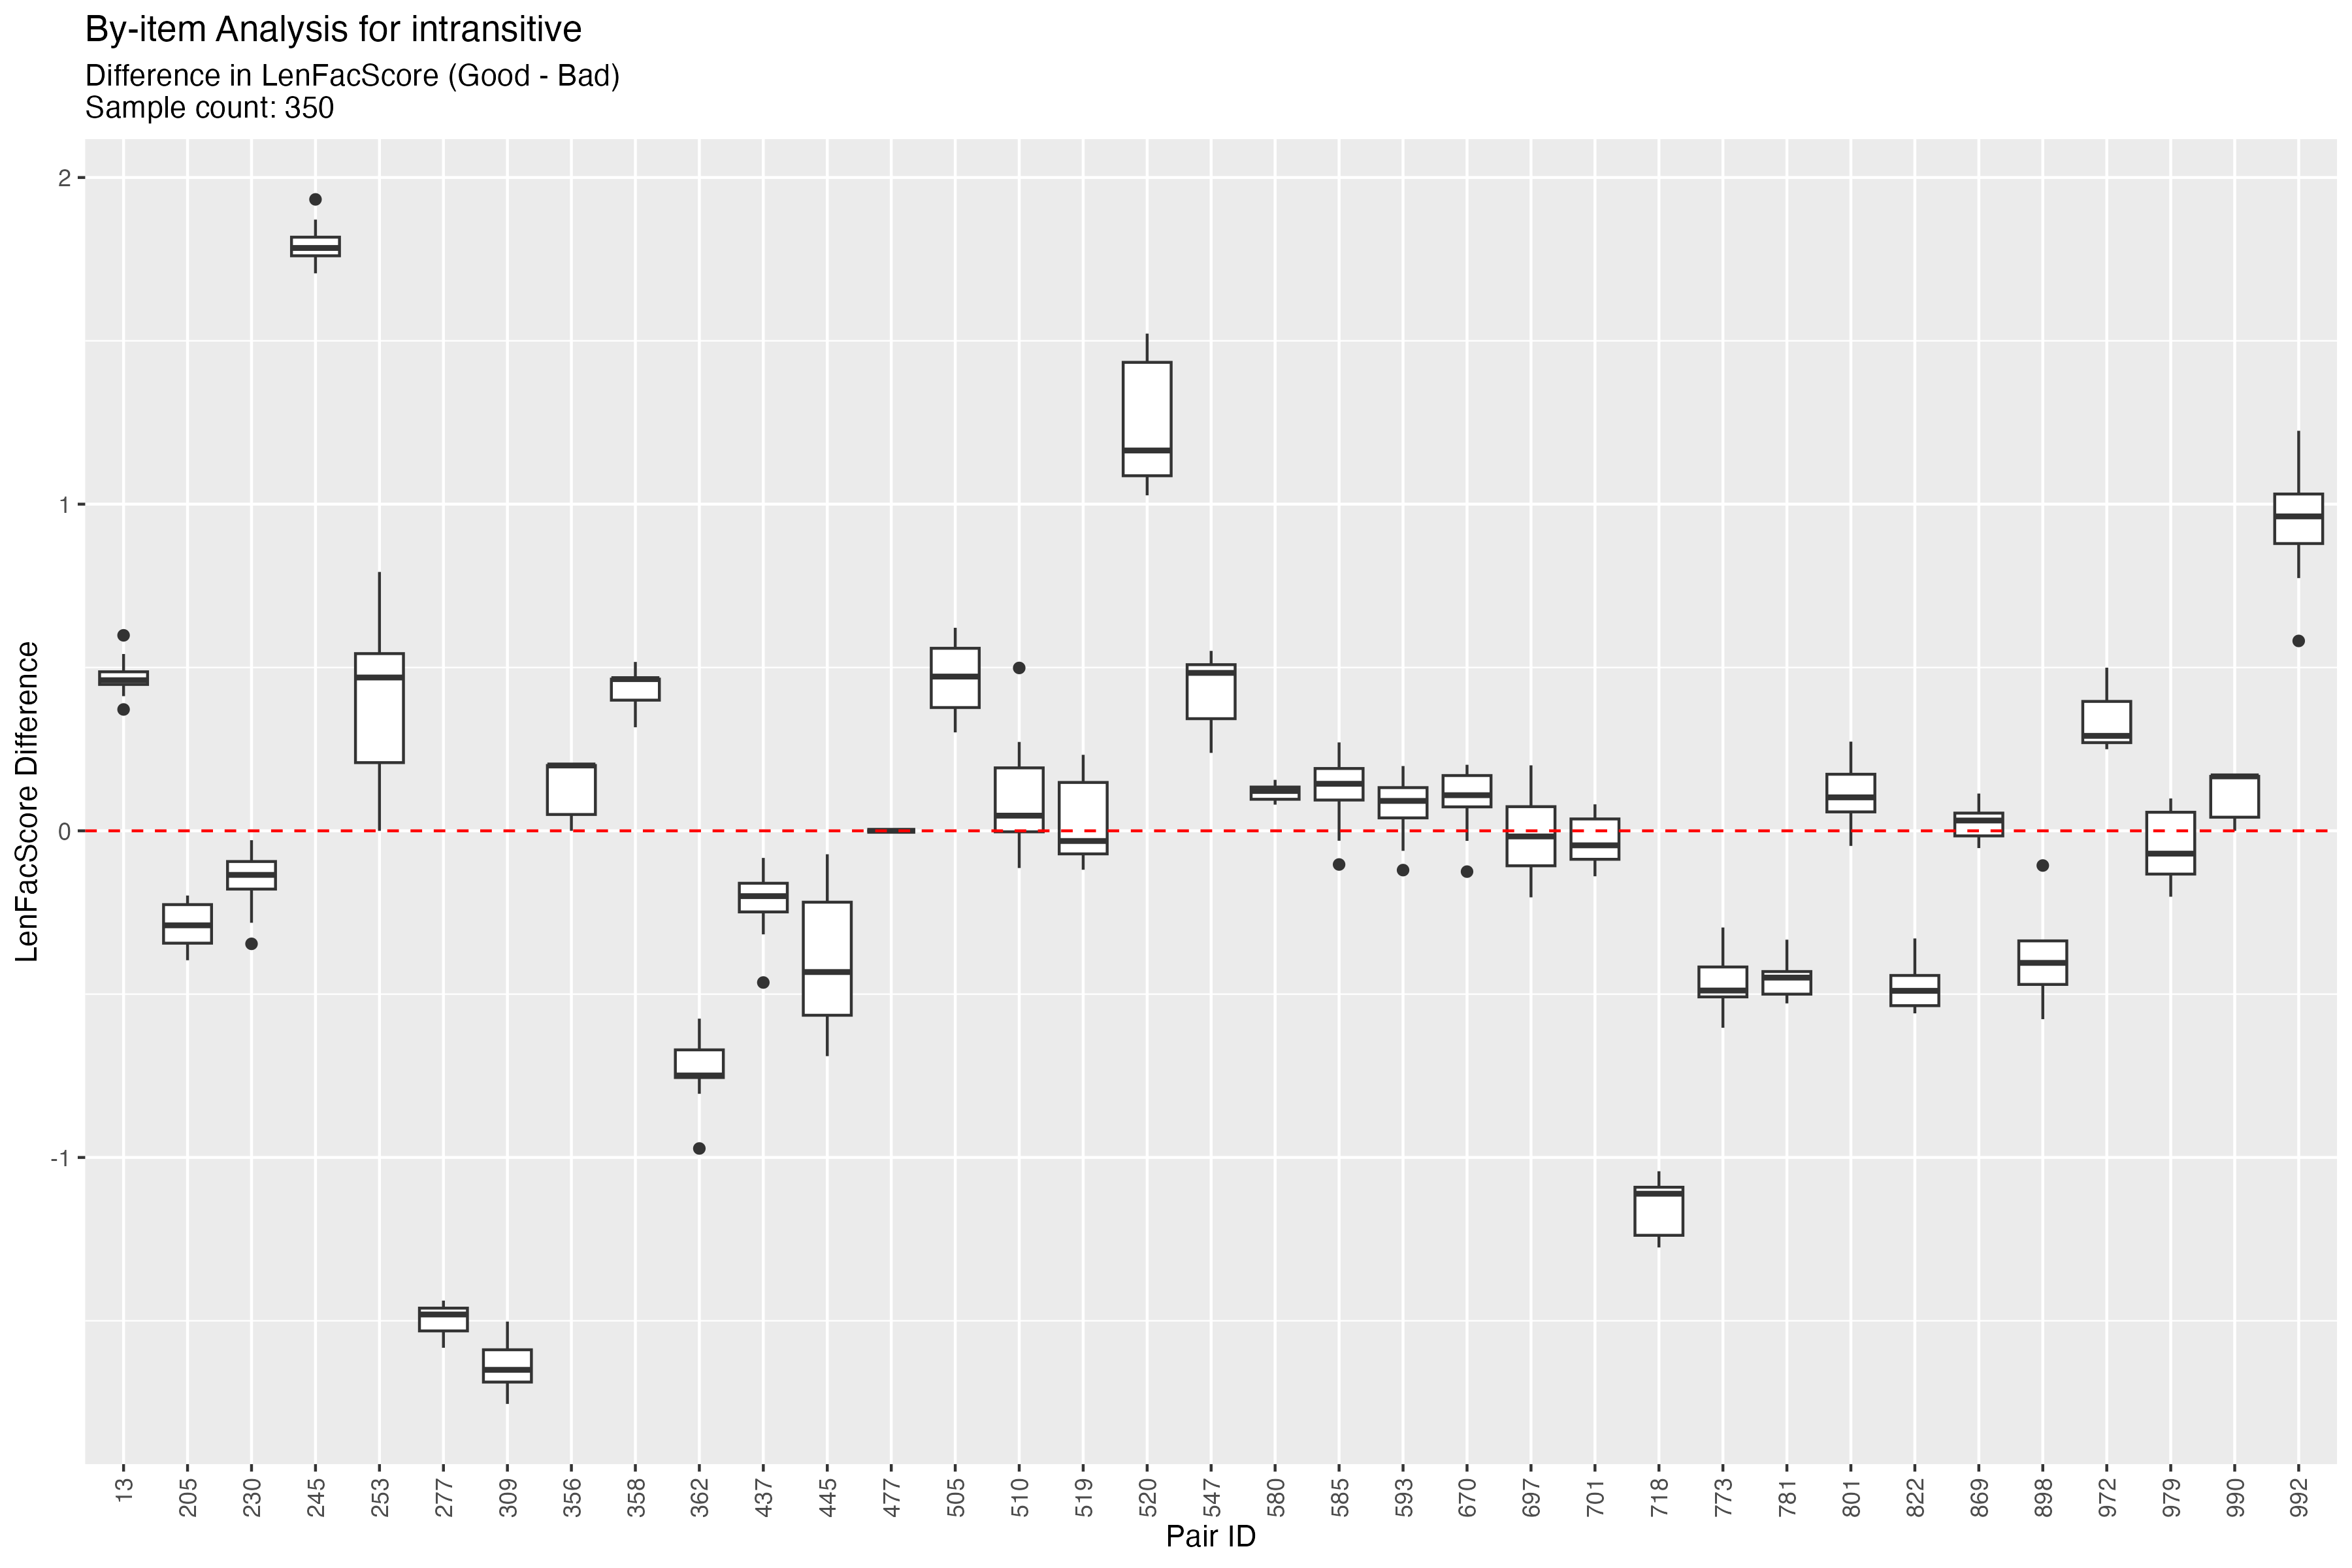 By-item Analysis for intransitive
Difference in LenFacScore (Good - Bad)
Sample count: 350
LenFacScore Difference
2
1
0
-1
13 205 230 245 253 277 309 356 358 362 437 445 477 505 510 519 520 547 580 585 593 670 697 701 718 773 781 801 822 869 898 972 979 990 992
Pair ID